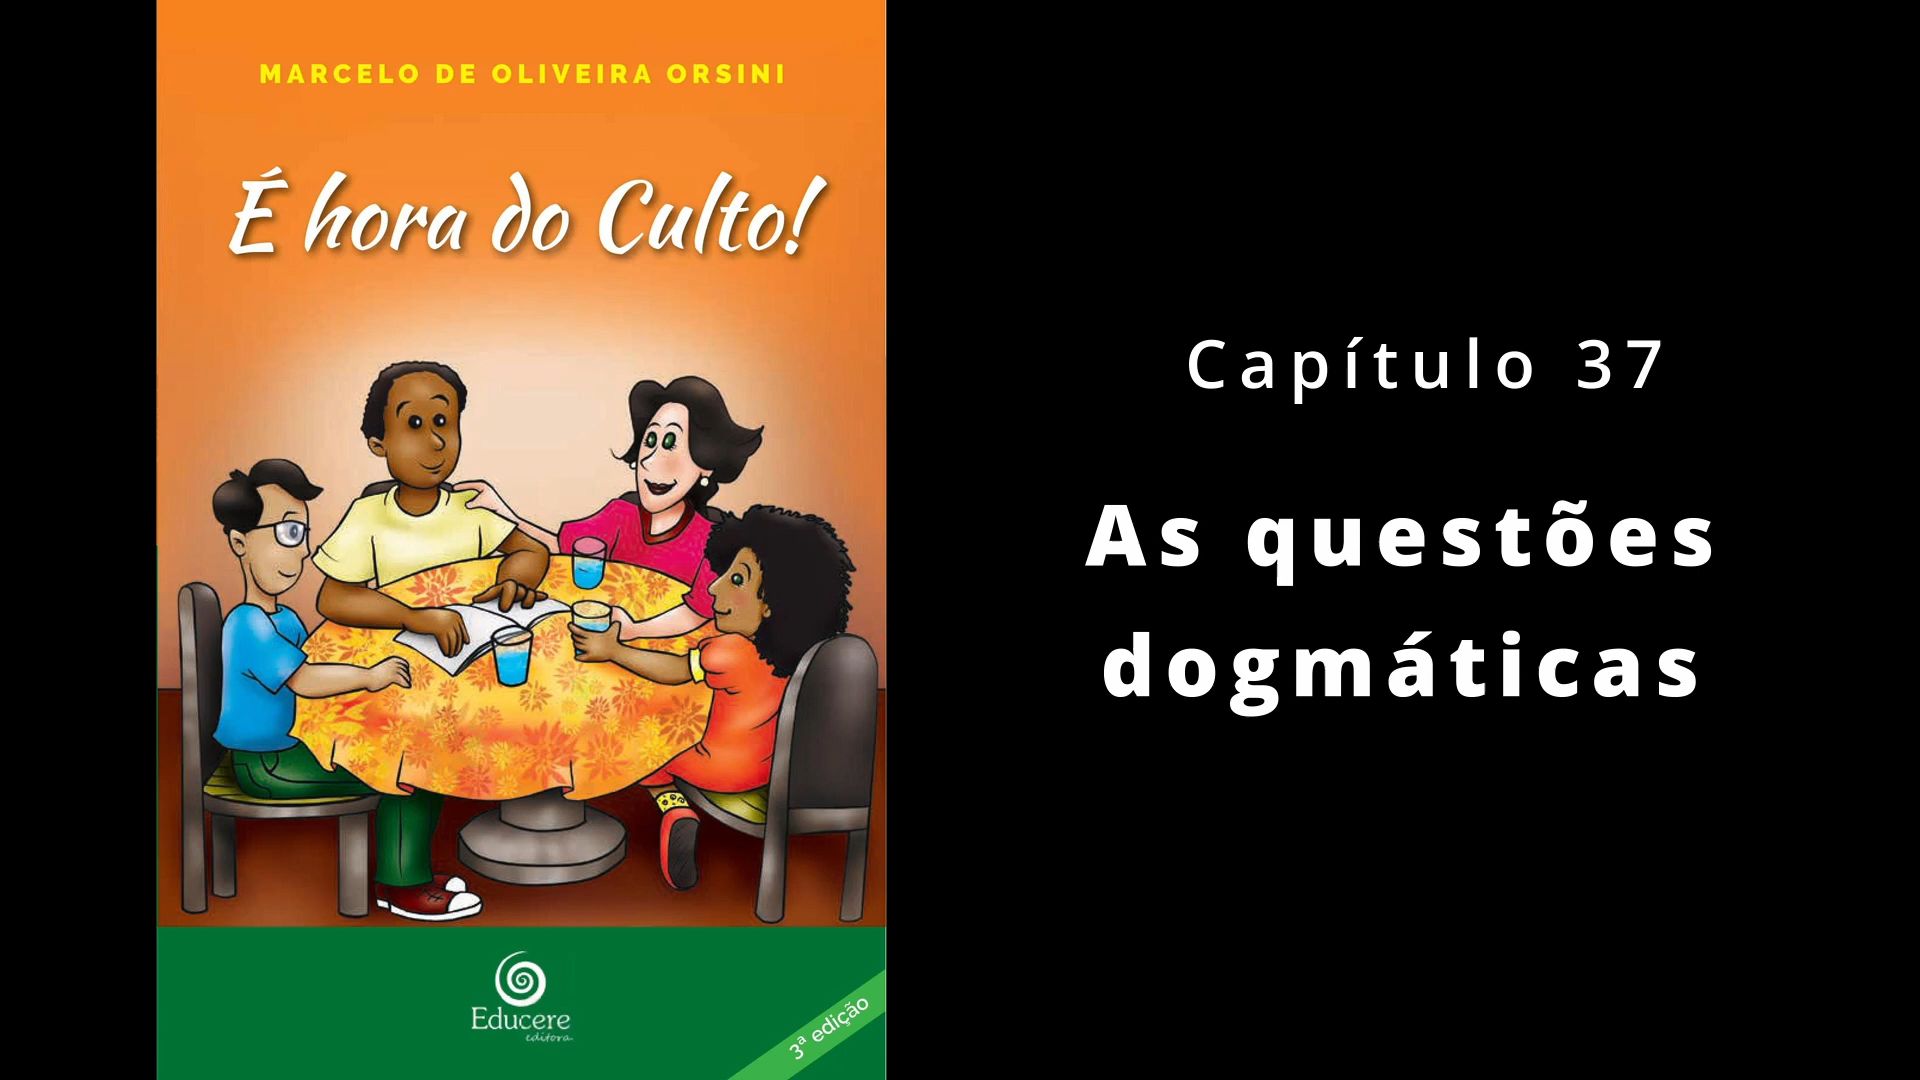 MARCELO DE OLIVEIRA ORSINI
É hora do Culto!
Educere
editora
3ª edição
Capítulo 37
As questões
dogmáticas